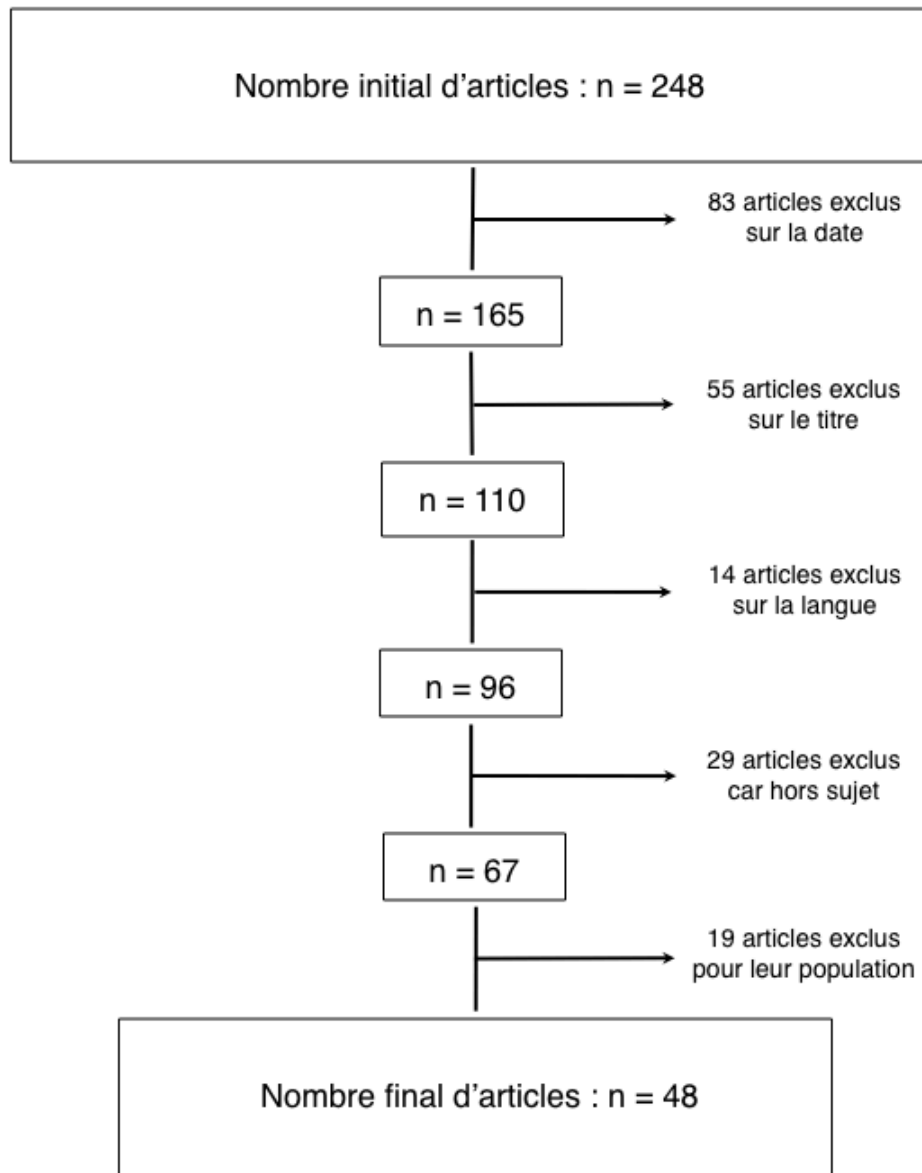 Nombre initial d’articles : n = 248
83 articles exclus
sur la date
n = 165
55 articles exclus
sur le titre
n = 110
14 articles exclus
sur la langue
n = 96
29 articles exclus
car hors sujet
n = 67
19 articles exclus
pour leur population
Nombre final d’articles : n = 48